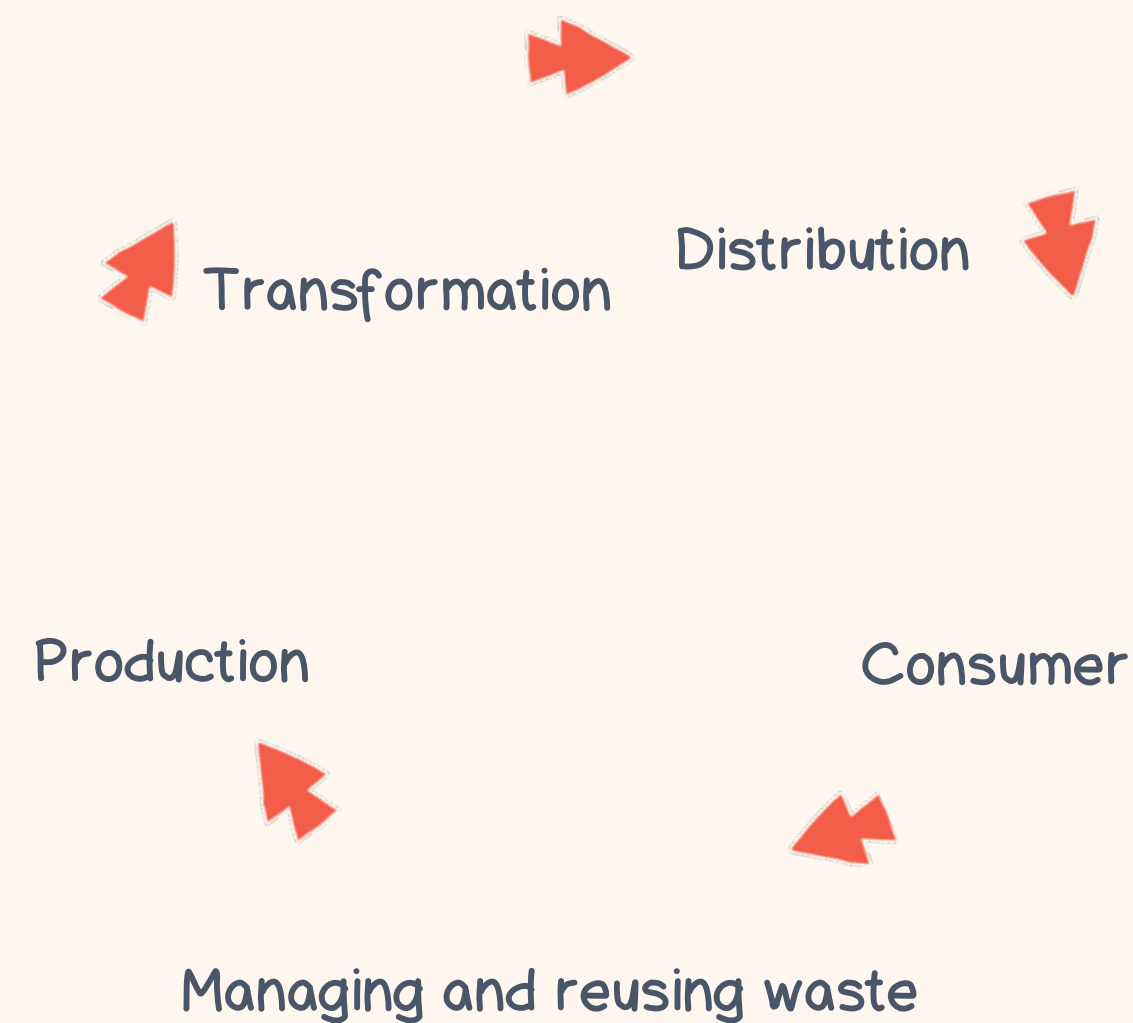 Distribution
Transformation
Production
Consumer
Managing and reusing waste